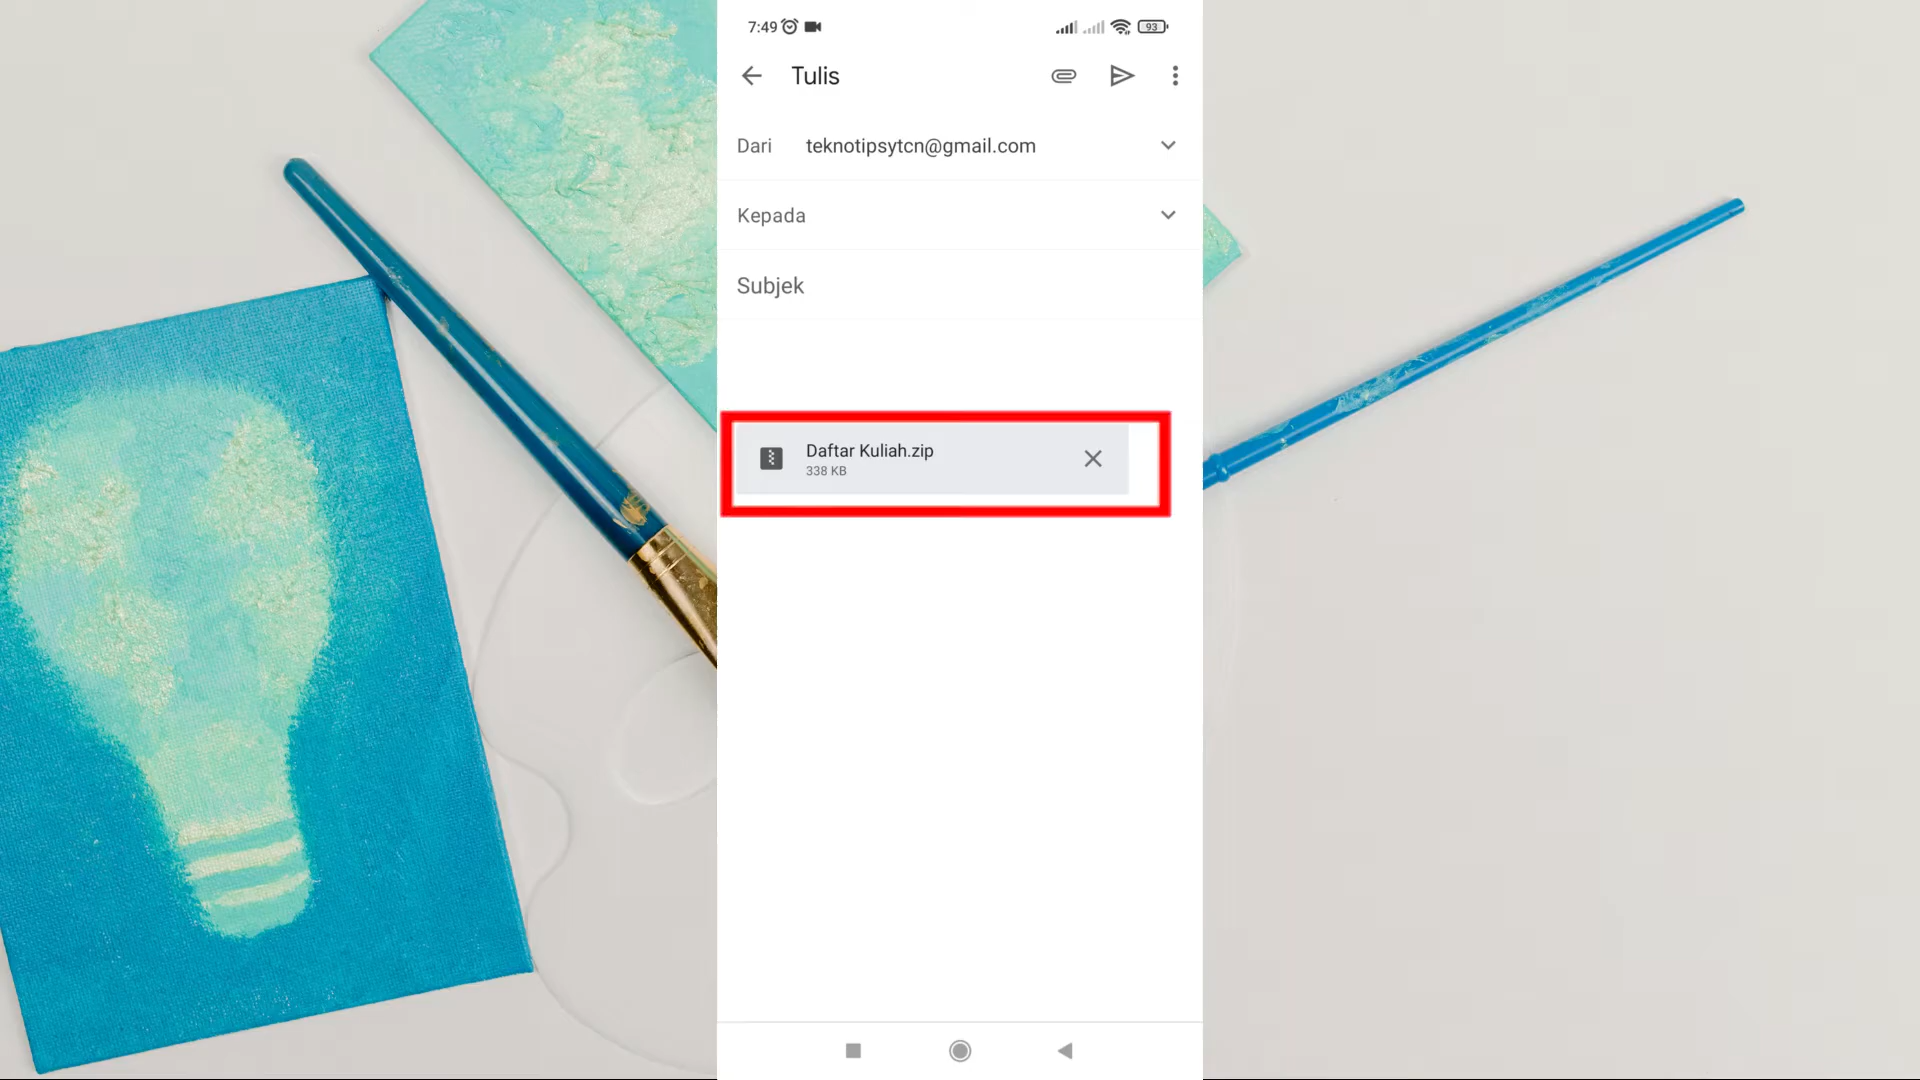 7:49
93
Tulis
Dari teknotipsytcn@gmail.com
Kepada
Subjek
Daftar Kuliah.zip
338 KB